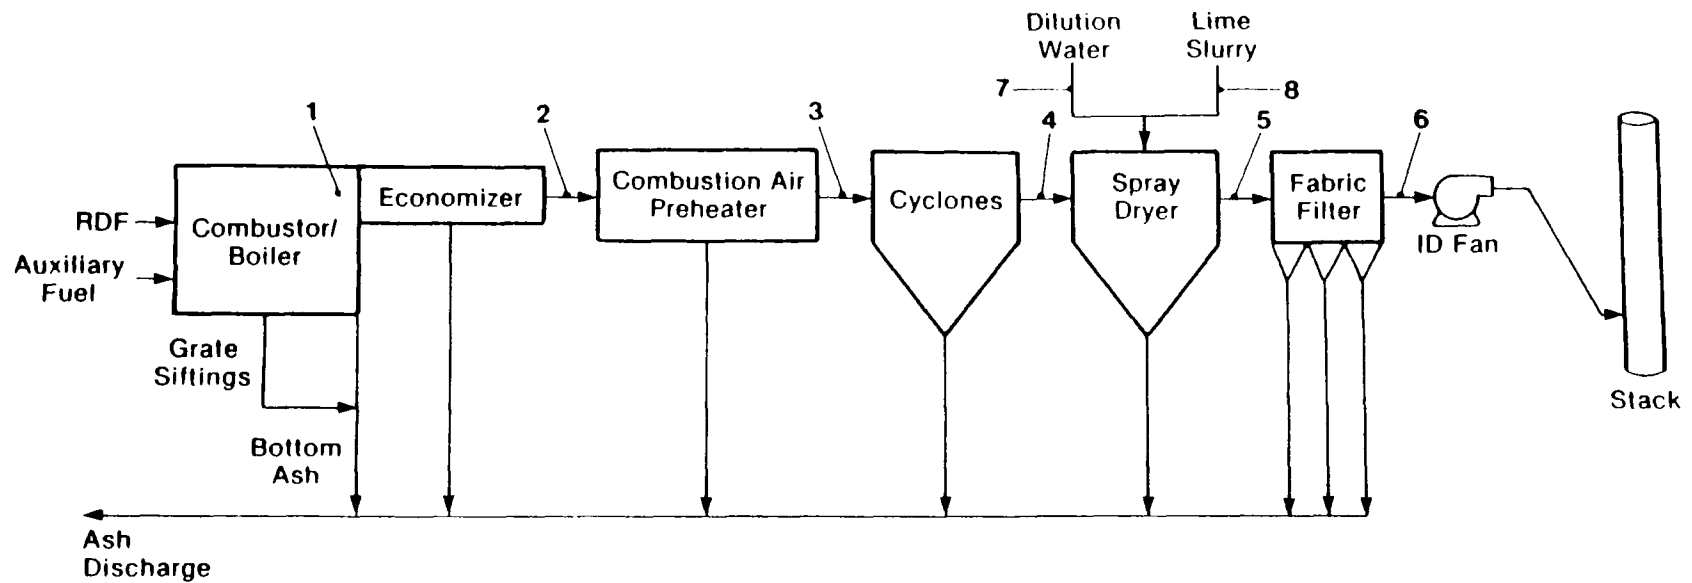 Dilution
Water
Lime
Slurry
7
8
1
2
3
4
5
6
RDF
Auxiliary
Fuel
Combustor/
Boiler
Economizer
Combustion Air
Preheater
Cyclones
Spray
Dryer
Fabric
Filter
ID Fan
Stack
Grate
Siftings
Bottom
Ash
Ash
Discharge